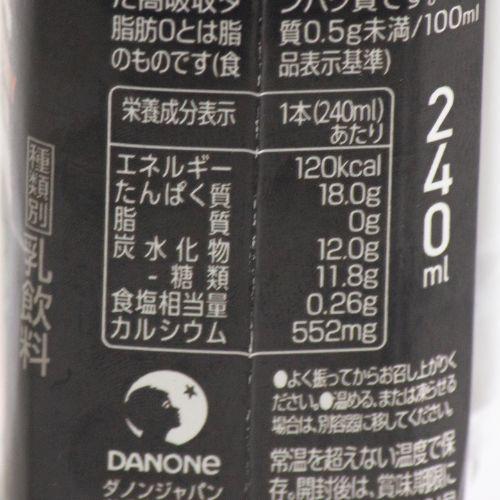 た高吸収タ
脂肪0とは脂
のものです(食
ンパク質です。
質0.5g未満/100ml
品表示基準)
栄養成分表示 1本(240ml)
あたり
エネルギー 120kcal
たんぱく質 18.0g
脂 質 0g
炭水化物 12.0g
- 糖類 11.8g
食塩相当量 0.26g
カルシウム 552mg
240ml
種類別
乳飲料
●よく振ってからお召し上がりく
ださい。●温める、または凍らせる
場合は、別容器に移してください。
常温を超えない温度で保
存。開封後は、賞味期限に
DANONE
ダノンジャパン